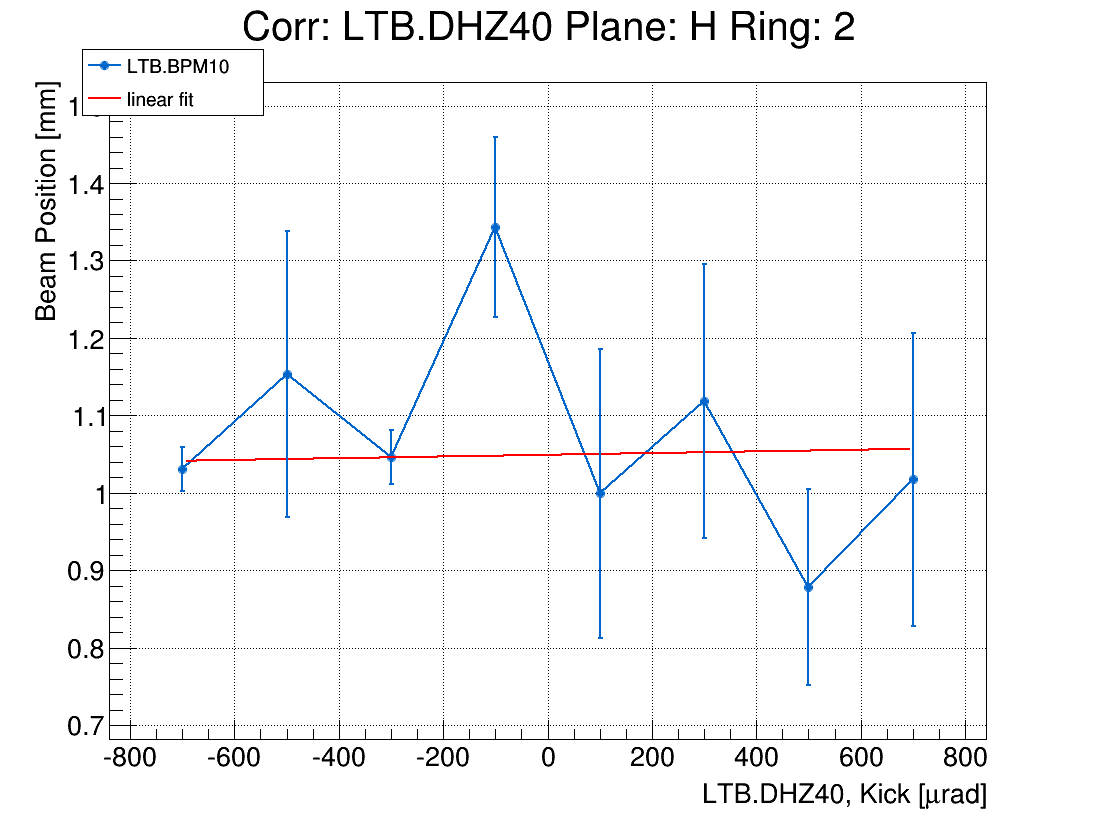 Corr: LTB.DHZ40 Plane: H Ring: 2
LTB.BPM10
linear fit
Beam Position [mm]
1.4
1.3
1.2
1.1
1
0.9
0.8
0.7
-800 -600 -400 -200 0 200 400 600 800
LTB.DHZ40, Kick [μrad]